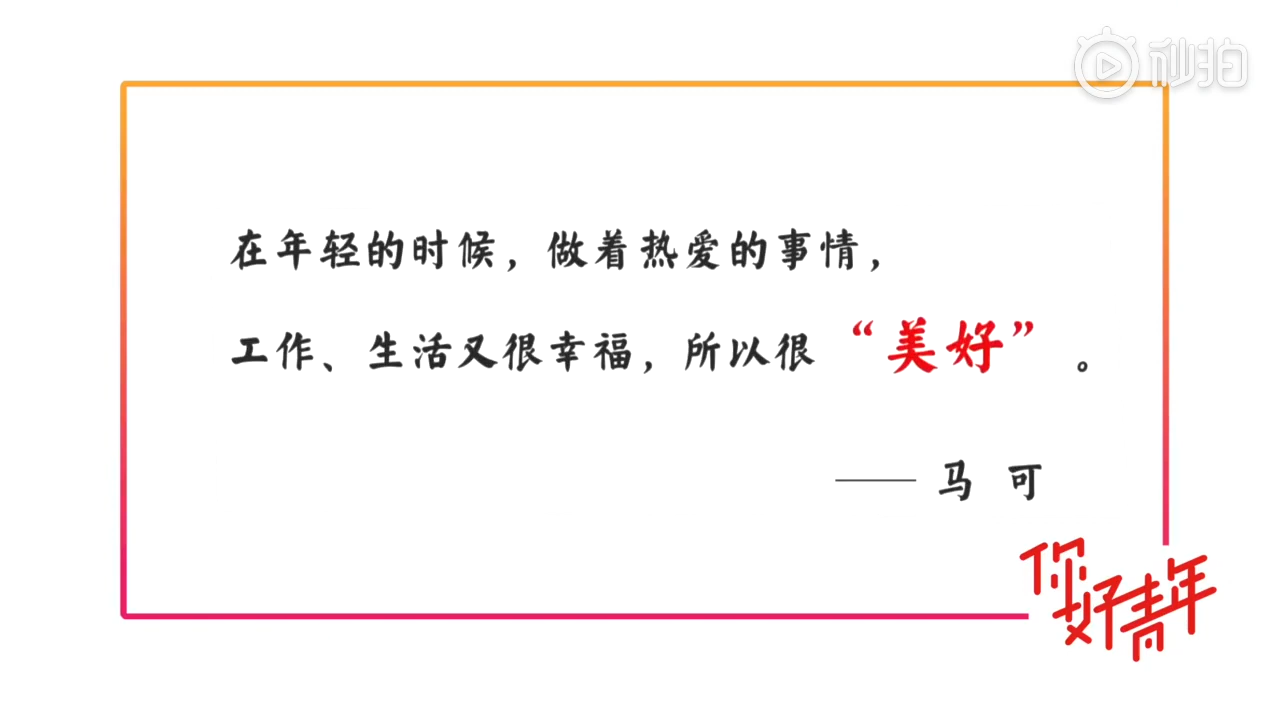 秒拍
在年轻的时候，做着热爱的事情，
工作、生活又很幸福，所以很“美好”。
—— 马可
你好青年